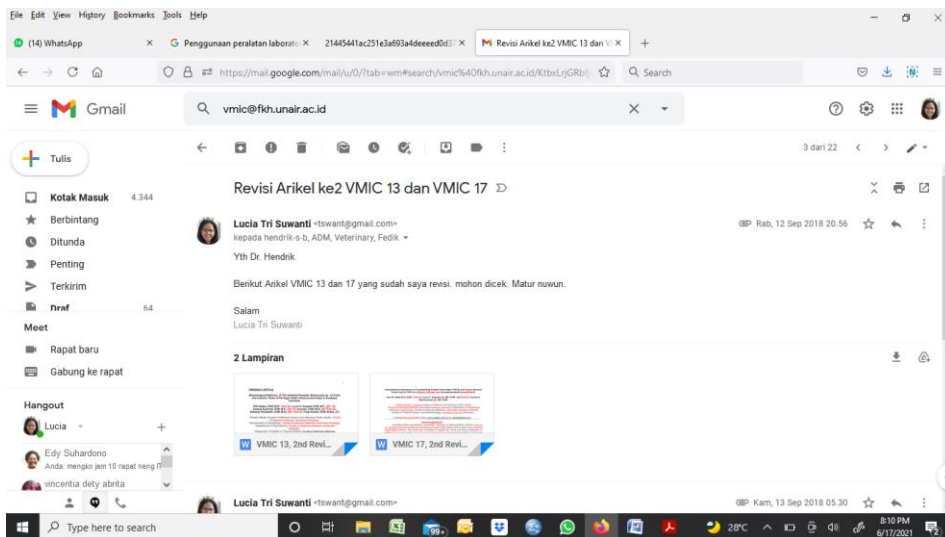 File Edit View History Bookmarks Tools Help
(14) WhatsApp
Penggunaan peralatan laborato
21445441ac251e3a693a4deeeed0d37
Revisi Arikel ke2 VMIC 13 dan V
https://mail.google.com/mail/u/0/?tab=wm#search/vmic%40fkh.unair.ac.id/KtbxLrjGRb
Search
Gmail
vmic@fkh.unair.ac.id
Tulis
3 dari 22
Kotak Masuk 4.344
Berbintang
Ditunda
Penting
Terkirim
Draf 64
Meet
Rapat baru
Gabung ke rapat
Hangout
Lucia
Edy Suhardono
Anda: mengko jam 10 rapat neng
vincentia dety abrita
Revisi Arikel ke2 VMIC 13 dan VMIC 17
Lucia Tri Suwanti <tswant@gmail.com>
Rab, 12 Sep 2018 20.56
kepada hendrik-s-b, ADM, Veterinary, Fedik
Yth Dr. Hendrik
Berikut Arikel VMIC 13 dan 17 yang sudah saya revisi. mohon dicek. Matur nuwun.
Salam
Lucia Tri Suwanti
2 Lampiran
VMIC 13, 2nd Revi...
VMIC 17, 2nd Revi...
Lucia Tri Suwanti <tswant@gmail.com>
Kam, 13 Sep 2018 05.30
Type here to search
99+
28°C
8:10 PM
6/17/2021